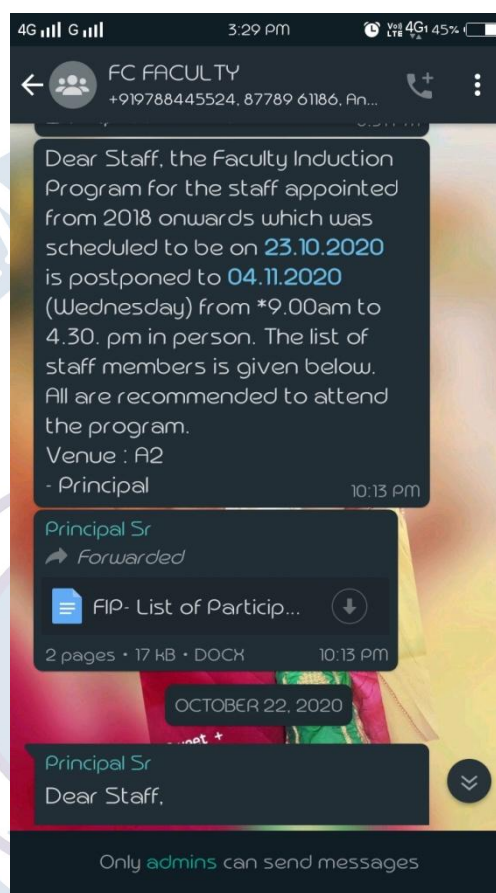 4G G 3:29 PM VoLTE 4G1 45%
FC FACULTY
+919788445524, 87789 61186, An...
Dear Staff, the Faculty Induction
Program for the staff appointed
from 2018 onwards which was
scheduled to be on 23.10.2020
is postponed to 04.11.2020
(Wednesday) from *9.00am to
4.30. pm in person. The list of
staff members is given below.
All are recommended to attend
the program.
Venue : A2
- Principal 10:13 PM
Principal Sr
Forwarded
FIP- List of Particip...
2 pages • 17 kB • DOCX 10:13 PM
OCTOBER 22, 2020
Principal Sr
Dear Staff,
Only admins can send messages